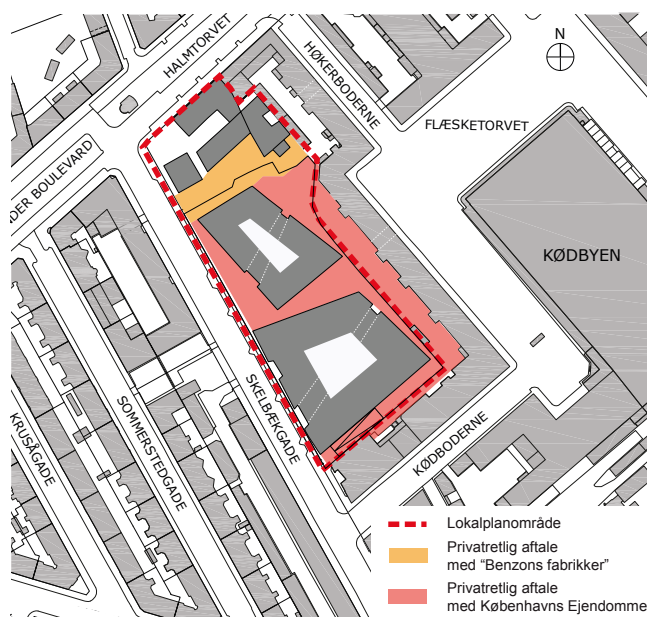 HALMTORVET
HØKERBODERNE
N
FLÆSKETORVET
DER BOULEVARD
KØDBYEN
SKELBÆKGADE
SOMMERSTEDGADE
KRUSÅGADE
KØDBODERNE
Lokalplanområde
Privatretlig aftale
med “Benzons fabrikker”
Privatretlig aftale
med Københavns Ejendomme